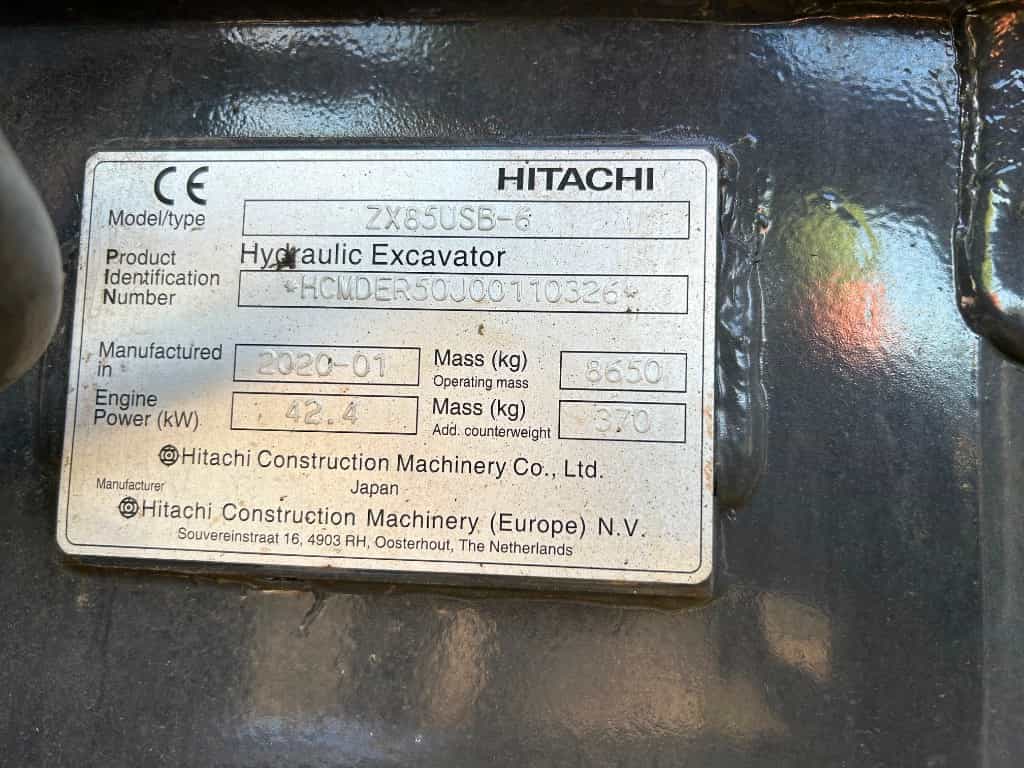 CE HITACHI
Model/type ZX85USB-6
Hydraulic Excavator
Product
Identification
Number *HCMDER50J00110326*
Manufactured in 2020-01 Mass (kg) Operating mass 8650
Engine Power (kW) 42.4 Mass (kg) Add. counterweight 370
Hitachi Construction Machinery Co., Ltd.
Japan
Manufacturer
Hitachi Construction Machinery (Europe) N.V.
Souvereinstraat 16, 4903 RH, Oosterhout, The Netherlands